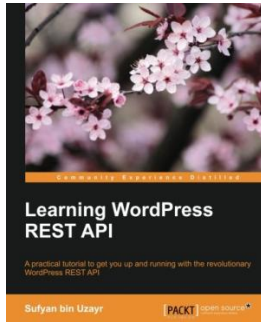 Community Experience Distilled
Learning WordPress
REST API
A practical tutorial to get you up and running with the revolutionary
WordPress REST API
Sufyan bin Uzayr
[PACKT] open source*
PUBLISHING